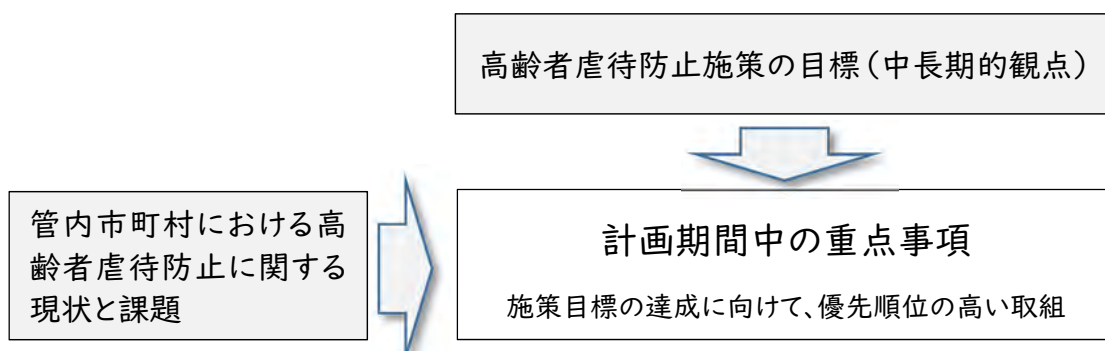 高齢者虐待防止施策の目標（中長期的観点）
管内市町村における高
齢者虐待防止に関する
現状と課題
計画期間中の重点事項
施策目標の達成に向けて、優先順位の高い取組